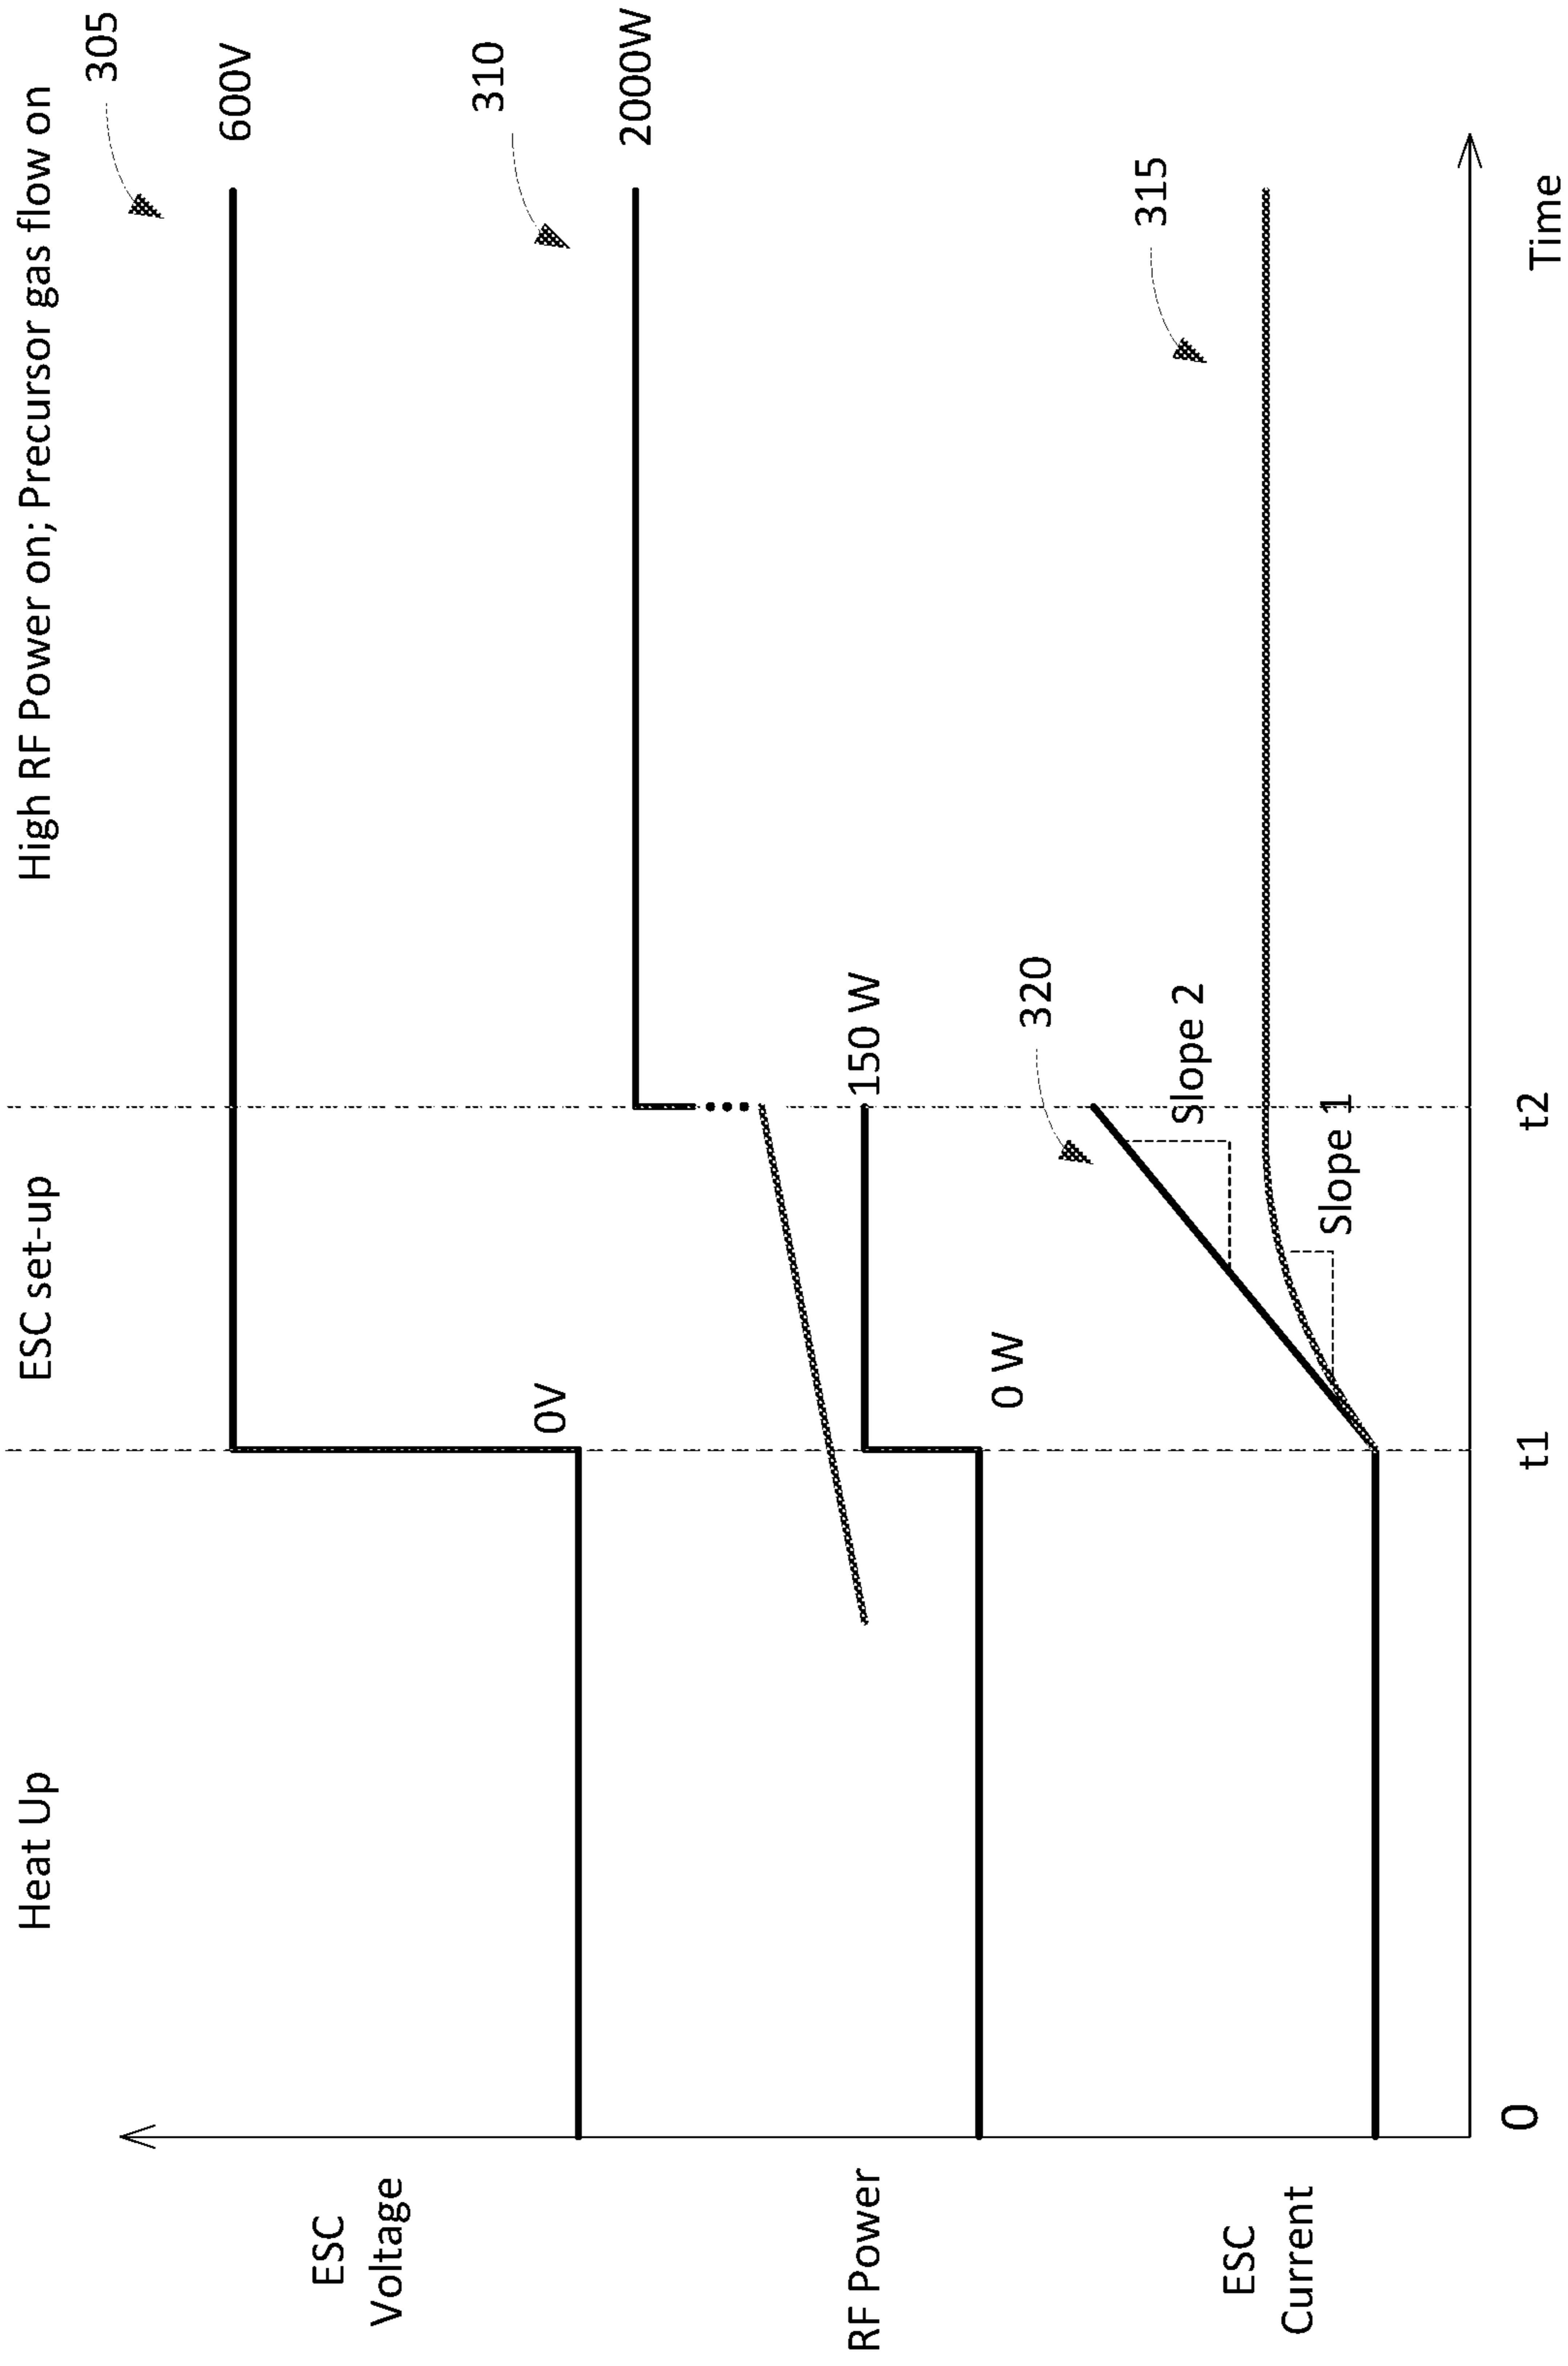 Heat Up
ESC set-up
High RF Power on; Precursor gas flow on
305
600V
ESC
Voltage
0V
310
2000W
RF Power
150 W
0 W
320
315
Slope 2
ESC
Current
Slope 1
0
t1
t2
Time